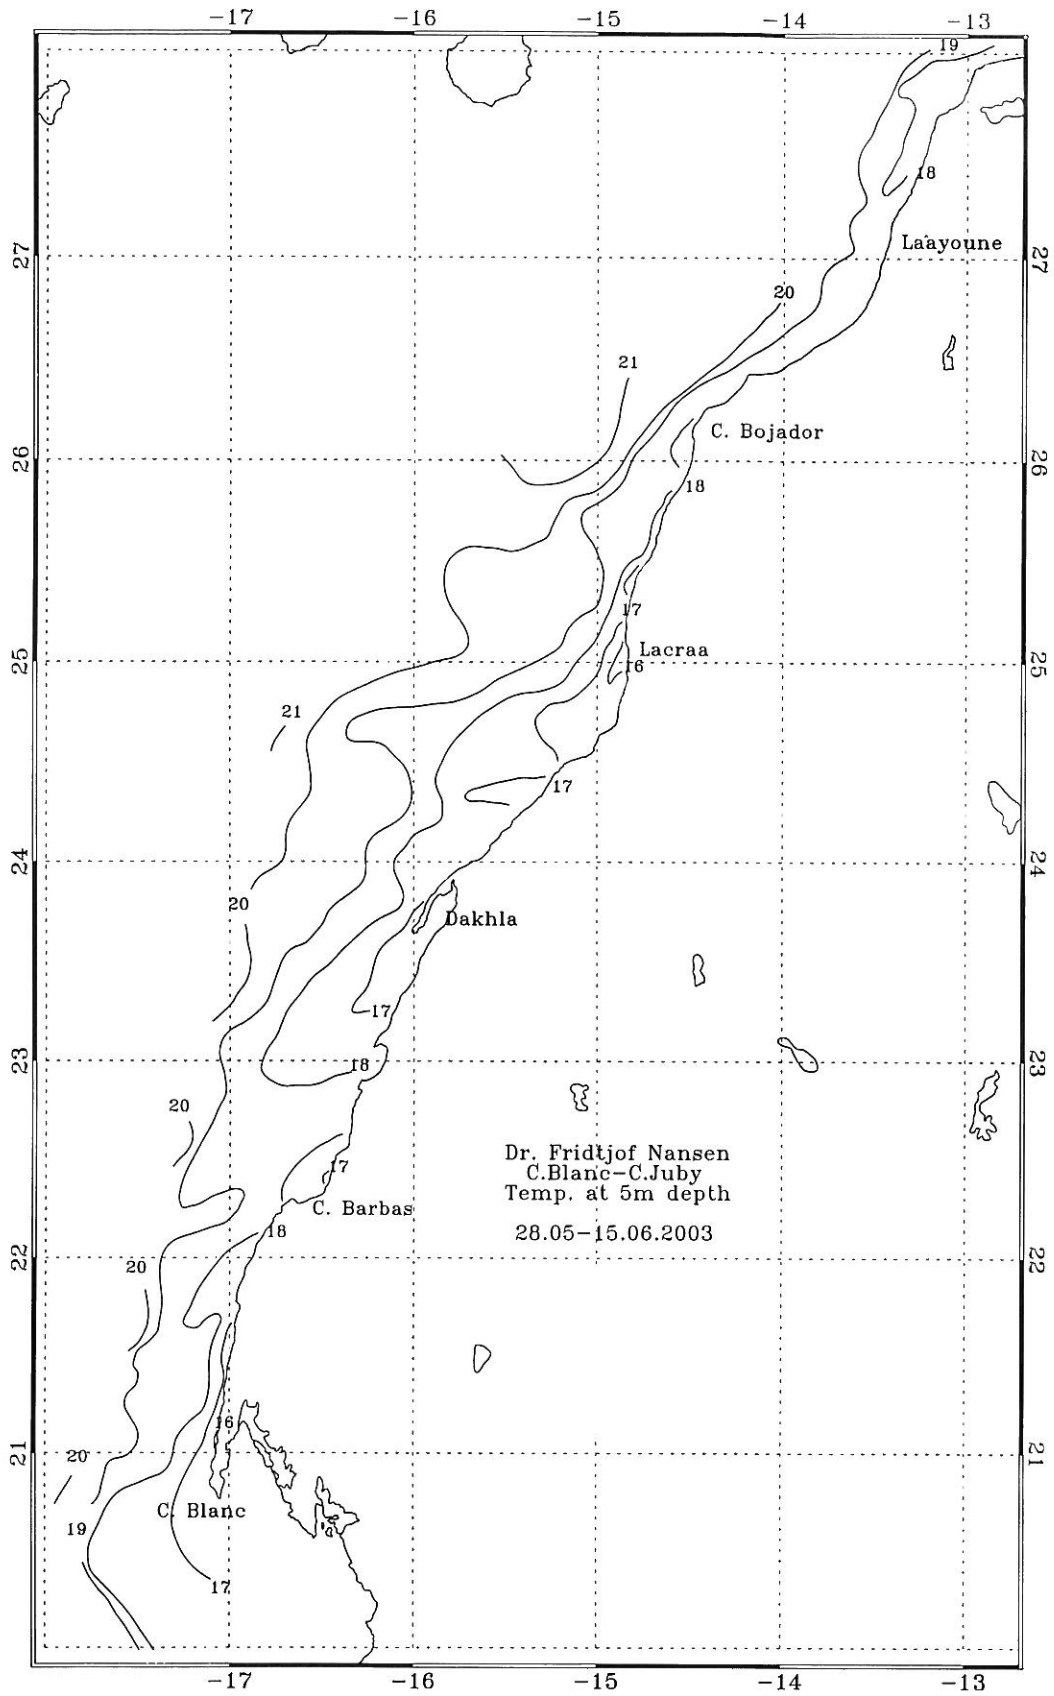 -17 -16 -15 -14 -13
19
18
Laâyoune
27 27
20
21
C. Bojador
26 26
18
17
Lacraa
16
25 25
21
17
24 24
20
Dakhla
17
18
23 23
20
Dr. Fridtjof Nansen
C.Blanc-C.Juby
Temp. at 5m depth
28.05-15.06.2003
17
C. Barbas
18
22 22
20
16
21 21
20
C. Blanc
19
17
-17 -16 -15 -14 -13